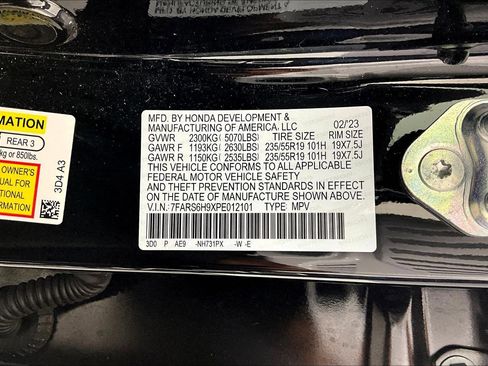 MFD. BY HONDA DEVELOPMENT & 02/'23
MANUFACTURING OF AMERICA, LLC
GVWR 2300KG( 5070LBS) TIRE SIZE RIM SIZE
GAWR F 1193KG ( 2630LBS) 235/55R19 101H 19X7.5J
GAWR R 1150KG ( 2535LBS) 235/55R19 101H 19X7.5J
THIS VEHICLE CONFORMS TO ALL APPLICABLE
FEDERAL MOTOR VEHICLE SAFETY
AND THEFT PREVENTION STANDARDS IN EFFECT
ON THE DATE OF MANUFACTURE SHOWN ABOVE.
V.I.N.: 7FARS6H9XPE012101 TYPE: MPV
3D0 P AE9 -NH731PX -W -E
MATION
REAR 3
kg or 850lbs.
OWNER'S
UAL FOR
TIONAL
MATION
3D4 A3